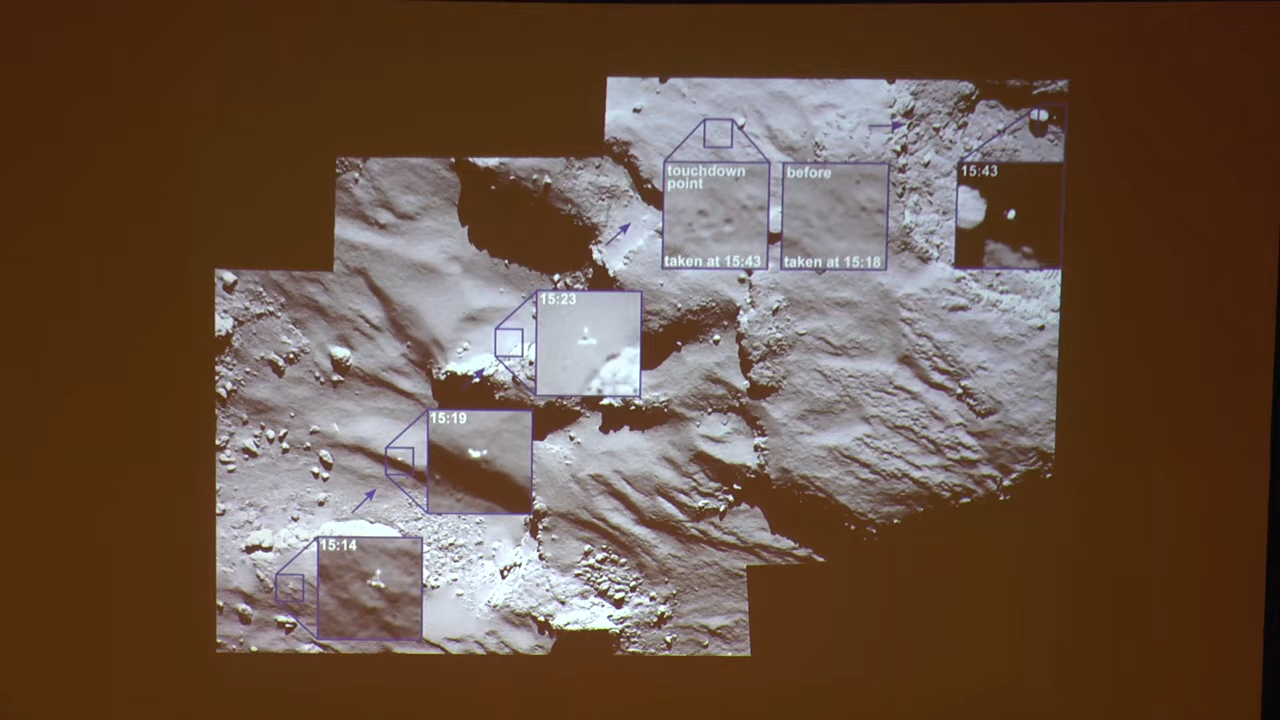 touchdown
point
taken at 15:43
before
taken at 15:18
15:43
15:23
15:19
15:14